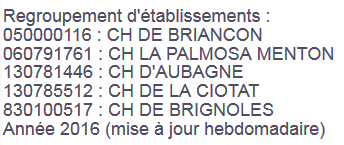 Regroupement d'établissements :
050000116 : CH DE BRIANCON
060791761 : CH LA PALMOSA MENTON
130781446 : CH D'AUBAGNE
130785512 : CH DE LA CIOTAT
830100517 : CH DE BRIGNOLES
Année 2016 (mise à jour hebdomadaire)